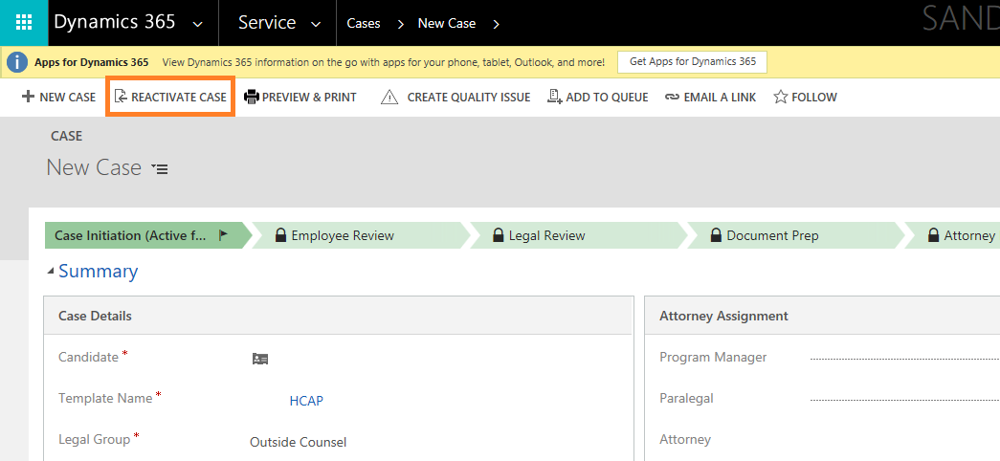 Dynamics 365 Service Cases New Case SAND
Apps for Dynamics 365 View Dynamics 365 information on the go with apps for your phone, tablet, Outlook, and more! Get Apps for Dynamics 365
NEW CASE REACTIVATE CASE PREVIEW & PRINT CREATE QUALITY ISSUE ADD TO QUEUE EMAIL A LINK FOLLOW
CASE
New Case
Case Initiation (Active f... Employee Review Legal Review Document Prep Attorney
Summary
Case Details Attorney Assignment
Candidate * Program Manager
Template Name * HCAP Paralegal
Legal Group * Outside Counsel Attorney